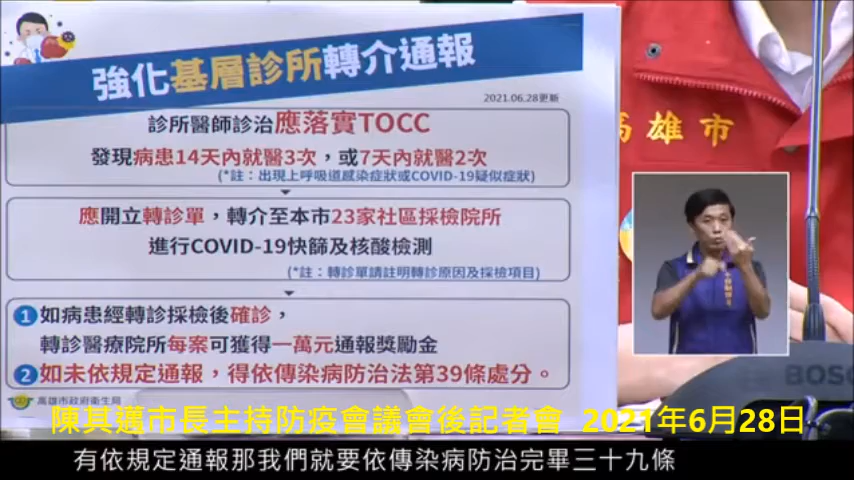 強化基層診所轉介通報
2021.06.28更新
診所醫師診治應落實TOCC
發現病患14天內就醫3次，或7天內就醫2次
(*註：出現上呼吸道感染症狀或COVID-19疑似症狀)
應開立轉診單，轉介至本市23家社區採檢院所
進行COVID-19快篩及核酸檢測
(*註：轉診單請註明轉診原因及採檢項目)
1 如病患經轉診採檢後確診，
轉診醫療院所每案可獲得一萬元通報獎勵金
2 如未依規定通報，得依傳染病防治法第39條處分。
高雄市政府衛生局
高雄市
BOSC
陳其邁市長主持防疫會議會後記者會 2021年6月28日
有依規定通報那我們就要依傳染病防治完畢三十九條